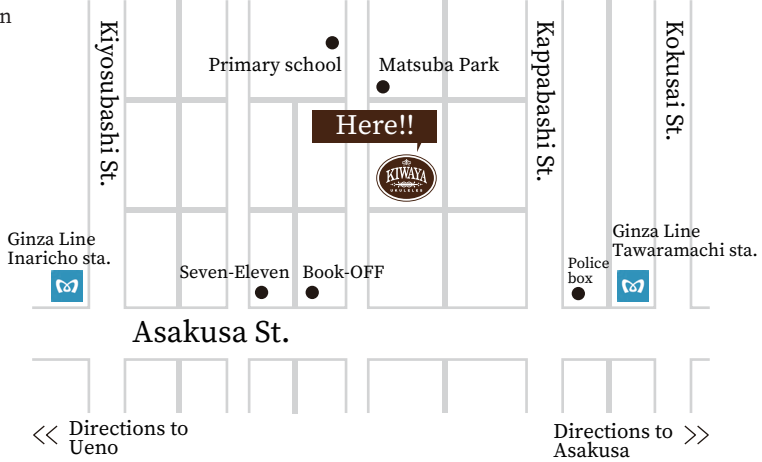 n
Kiyosubashi St.
Primary school
Matsuba Park
Kappabashi St.
Kokusai St.
Here!!
KIWAYA
UKULELES
Ginza Line
Inaricho sta.
Seven-Eleven
Book-OFF
Police
box
Ginza Line
Tawaramachi sta.
Asakusa St.
<< Directions to
Ueno
Directions to >>
Asakusa